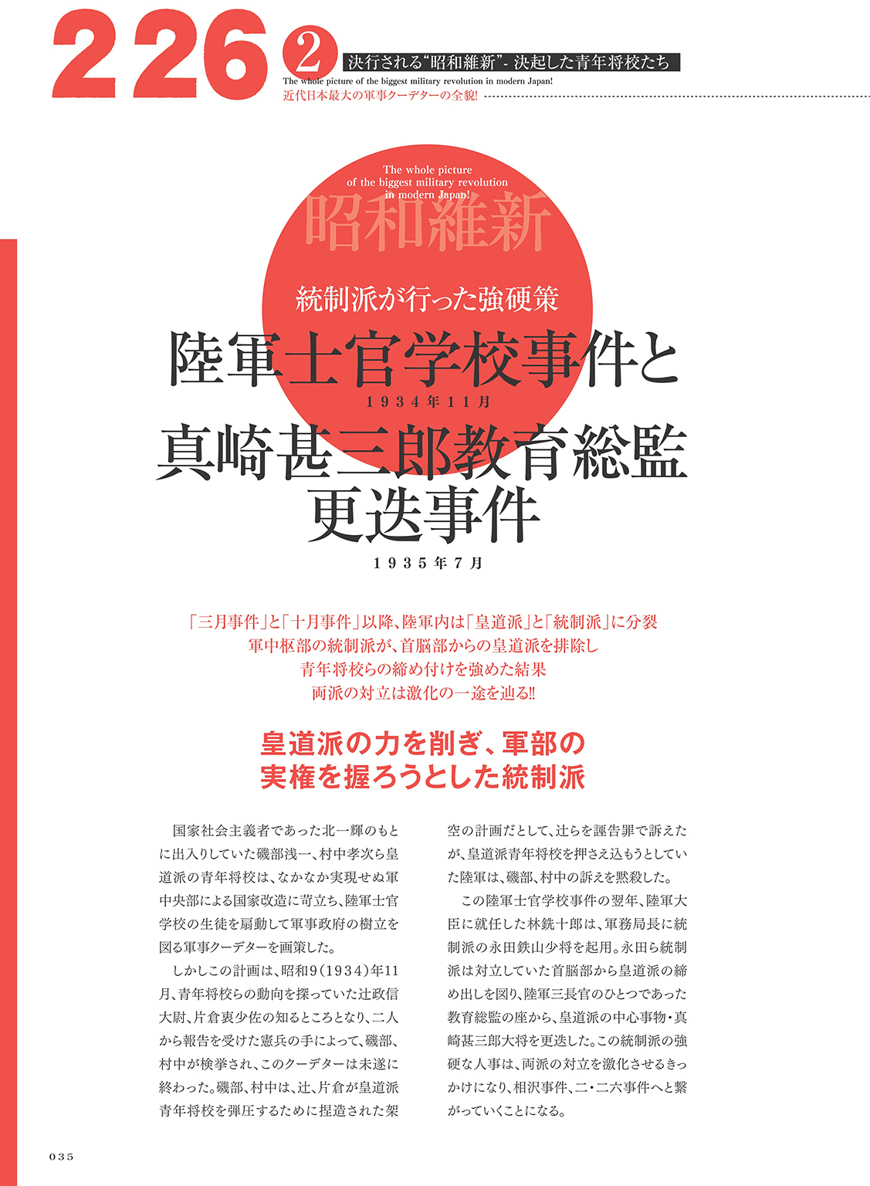 226
2
決行される“昭和維新”- 決起した青年将校たち
The whole picture of the biggest military revolution in modern Japan!
近代日本最大の軍事クーデターの全貌!
The whole picture
of the biggest military revolution
in modern Japan!
昭和維新
統制派が行った強硬策
陸軍士官学校事件と
1934年11月
真崎甚三郎教育総監
更迭事件
1935年7月
「三月事件」と「十月事件」以降、陸軍内は「皇道派」と「統制派」に分裂
軍中枢部の統制派が、首脳部からの皇道派を排除し
青年将校らの締め付けを強めた結果
両派の対立は激化の一途を辿る!!
皇道派の力を削ぎ、軍部の
実権を握ろうとした統制派
国家社会主義者であった北一輝のもと
に出入りしていた磯部浅一、村中孝次ら皇
道派の青年将校は、なかなか実現せぬ軍
中央部による国家改造に苛立ち、陸軍士官
学校の生徒を扇動して軍事政府の樹立を
図る軍事クーデターを画策した。
しかしこの計画は、昭和9(1934)年11
月、青年将校らの動向を探っていた辻政信
大尉、片倉衷少佐の知るところとなり、二人
から報告を受けた憲兵の手によって、磯部、
村中が検挙され、このクーデターは未遂に
終わった。磯部、村中は、辻、片倉が皇道派
青年将校を弾圧するために捏造された架
空の計画だとして、辻らを誣告罪で訴えた
が、皇道派青年将校を押さえ込もうとしてい
た陸軍は、磯部、村中の訴えを黙殺した。
この陸軍士官学校事件の翌年、陸軍大
臣に就任した林銑十郎は、軍務局長に統
制派の永田鉄山少将を起用。永田ら統制
派は対立していた首脳部から皇道派の締
め出しを図り、陸軍三長官のひとつであった
教育総監の座から、皇道派の中心事物・真
崎甚三郎大将を更迭した。この統制派の強
硬な人事は、両派の対立を激化させるきっ
かけになり、相沢事件、二・二六事件へと繋
がっていくことになる。
035